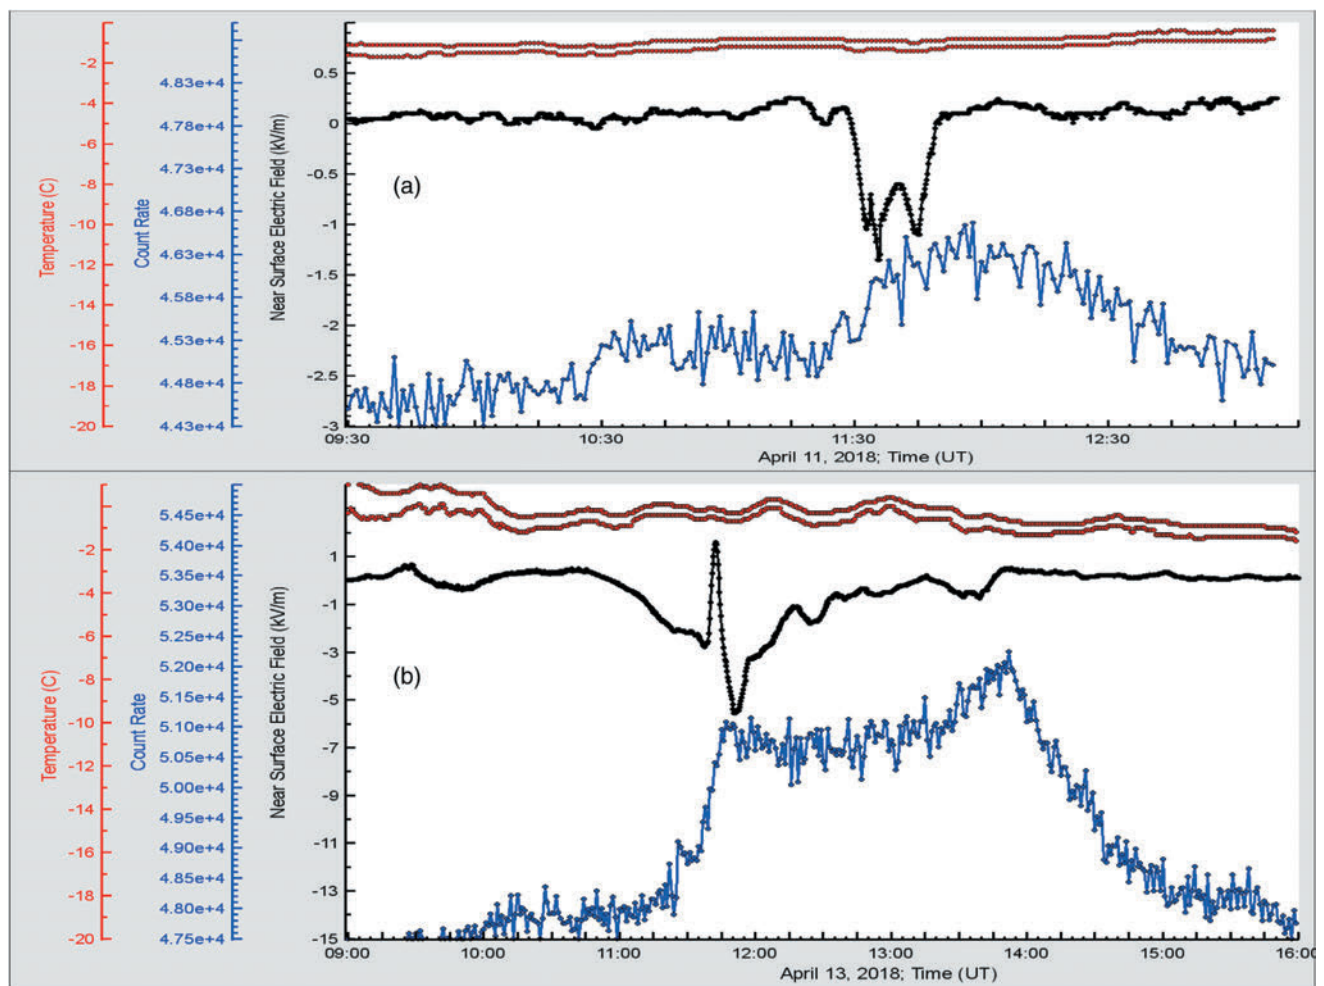 Temperature (C)
-2
-4
-6
-8
-10
-12
-14
-16
-18
-20
Count Rate
4.83e+4
4.78e+4
4.73e+4
4.68e+4
4.63e+4
4.58e+4
4.53e+4
4.48e+4
4.43e+4
Near Surface Electric Field (kV/m)
0.5
0
-0.5
-1
-1.5
-2
-2.5
-3
(a)
09:30 10:30 11:30 12:30
April 11, 2018; Time (UT)
Temperature (C)
-2
-4
-6
-8
-10
-12
-14
-16
-18
-20
Count Rate
5.45e+4
5.40e+4
5.35e+4
5.30e+4
5.25e+4
5.20e+4
5.15e+4
5.10e+4
5.05e+4
5.00e+4
4.95e+4
4.90e+4
4.85e+4
4.80e+4
4.75e+4
Near Surface Electric Field (kV/m)
1
-1
-3
-5
-7
-9
-11
-13
-15
(b)
09:00 10:00 11:00 12:00 13:00 14:00 15:00 16:00
April 13, 2018; Time (UT)